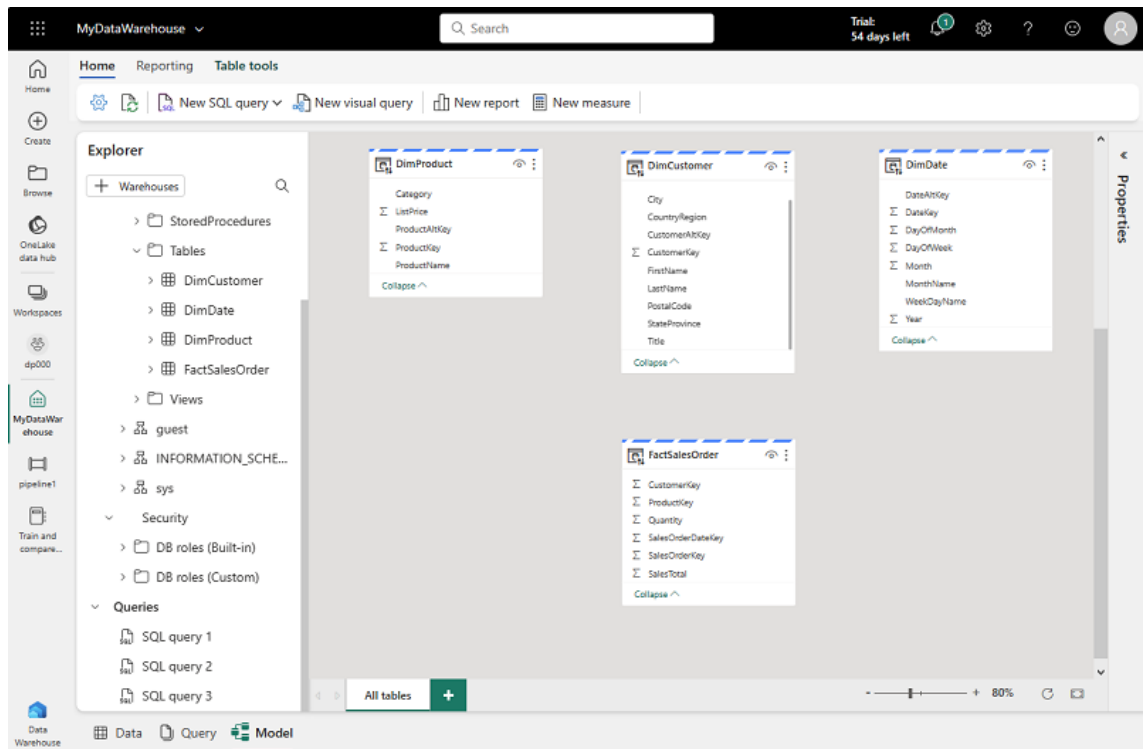 MyDataWarehouse
Search
Trial:
54 days left
1
Home
Create
Browse
OneLake
data hub
Workspaces
dp000
MyDataWar
ehouse
pipeline1
Train and
compare...
Data
Warehouse
Home Reporting Table tools
New SQL query New visual query New report New measure
Explorer
+ Warehouses
StoredProcedures
Tables
DimCustomer
DimDate
DimProduct
FactSalesOrder
Views
guest
INFORMATION_SCHE...
sys
Security
DB roles (Built-in)
DB roles (Custom)
Queries
SQL query 1
SQL query 2
SQL query 3
DimProduct
Category
Σ ListPrice
ProductAltKey
Σ ProductKey
ProductName
Collapse
DimCustomer
City
CountryRegion
CustomerAltKey
Σ CustomerKey
FirstName
LastName
PostalCode
StateProvince
Title
Collapse
DimDate
DateAltKey
Σ DateKey
Σ DayOfMonth
Σ DayOfWeek
Σ Month
MonthName
WeekDayName
Σ Year
Collapse
FactSalesOrder
Σ CustomerKey
Σ ProductKey
Σ Quantity
Σ SalesOrderDateKey
Σ SalesOrderKey
Σ SalesTotal
Collapse
Properties
All tables +
- + 80%
Data Query Model